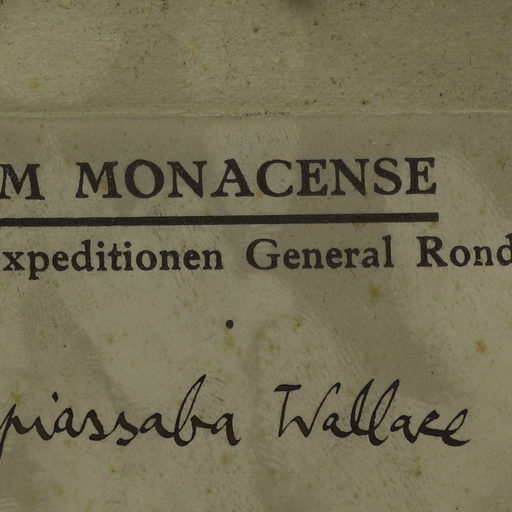 M MONACENSE
xpeditionen General Rond
piassaba Wallace